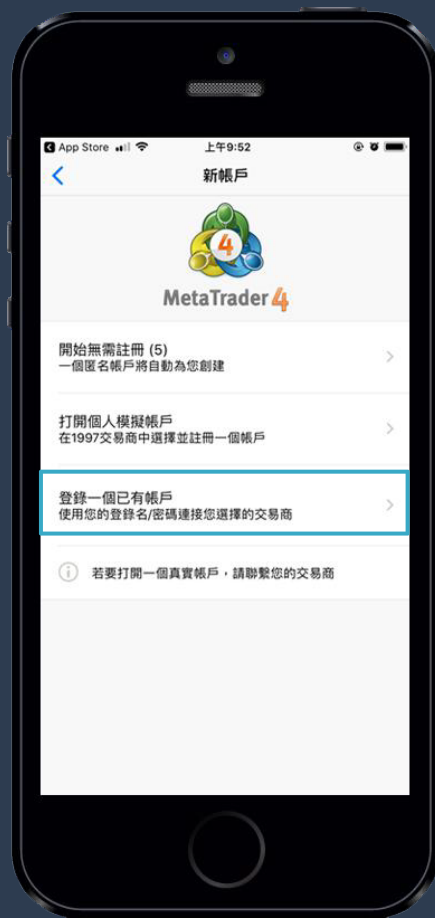 App Store 上午9:52
新帳戶
4
MetaTrader 4
開始無需註冊 (5)
一個匿名帳戶將自動為您創建
打開個人模擬帳戶
在1997交易商中選擇並註冊一個帳戶
登錄一個已有帳戶
使用您的登錄名/密碼連接您選擇的交易商
i 若要打開一個真實帳戶，請聯繫您的交易商